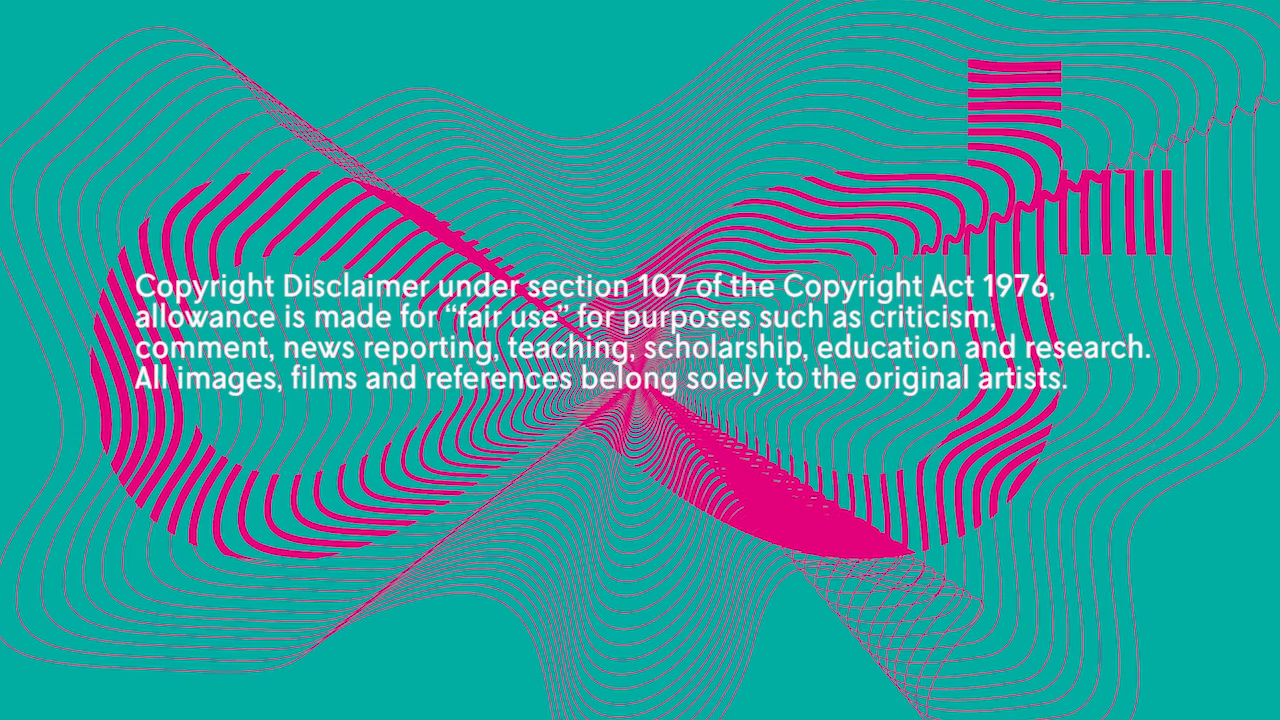 Copyright Disclaimer under section 107 of the Copyright Act 1976,
allowance is made for “fair use” for purposes such as criticism,
comment, news reporting, teaching, scholarship, education and research.
All images, films and references belong solely to the original artists.